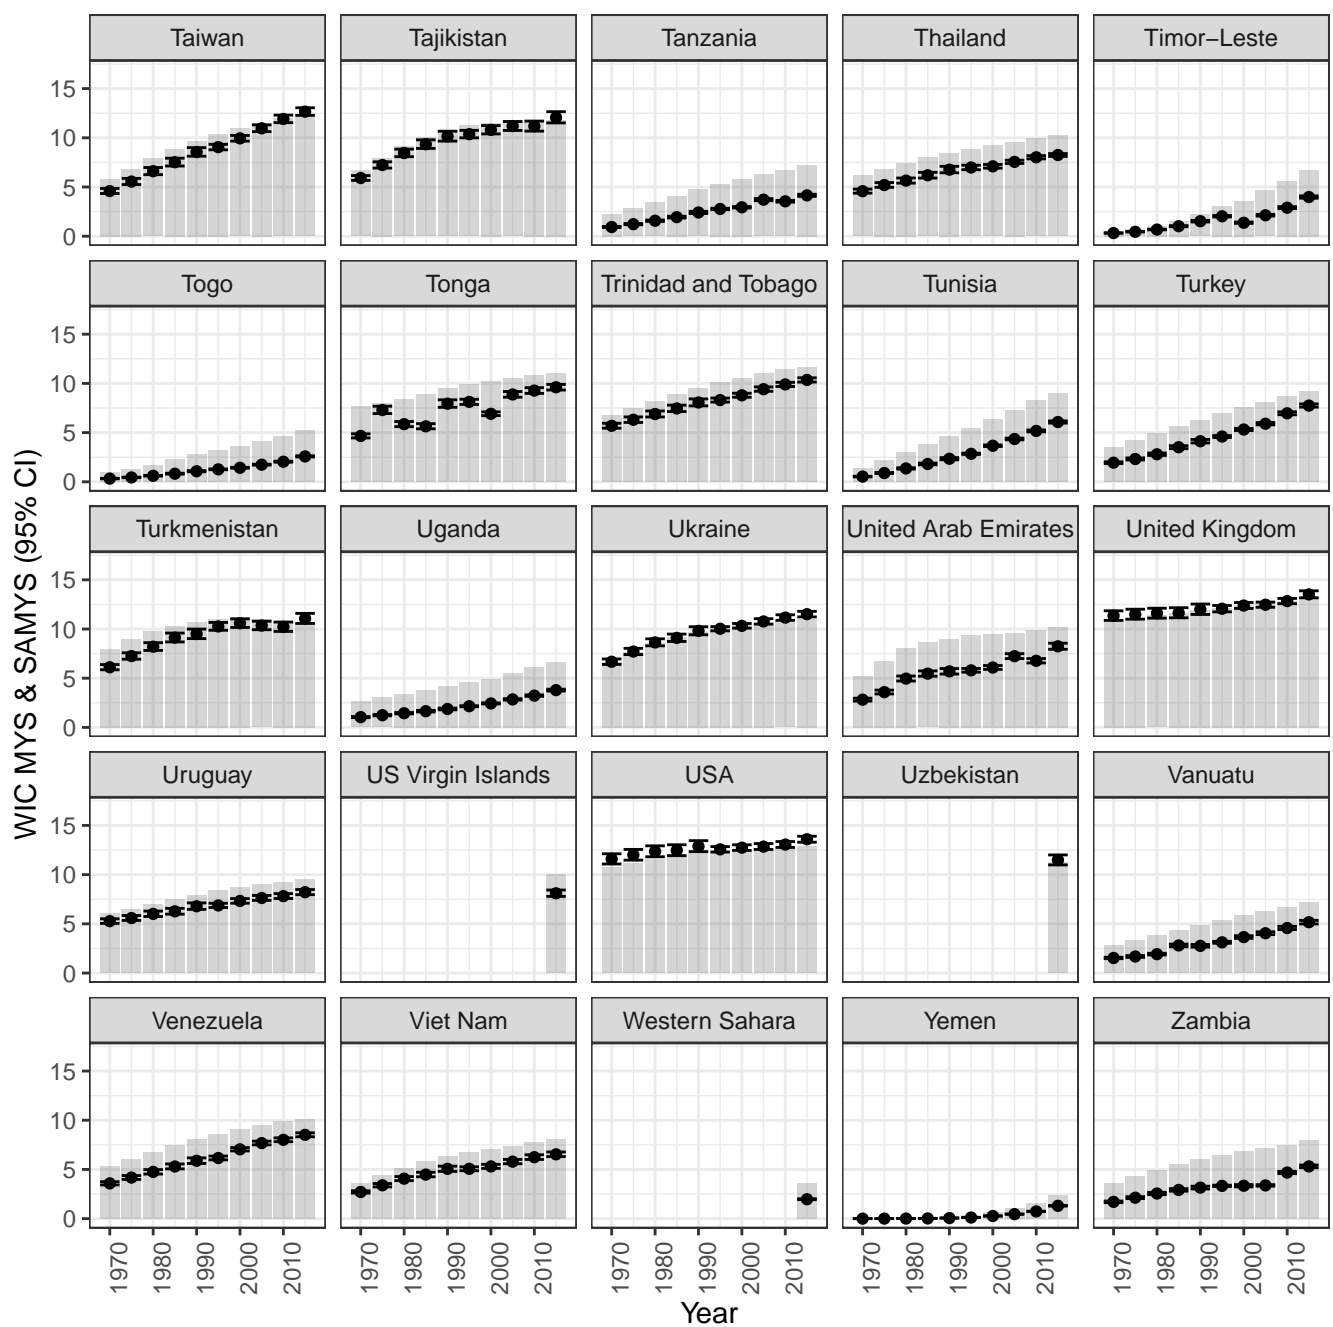 Taiwan Tajikistan Tanzania Thailand Timor−Leste
15
10
5
0
Togo Tonga Trinidad and Tobago Tunisia Turkey
15
10
5
0
Turkmenistan Uganda Ukraine United Arab Emirates United Kingdom
15
10
5
0
Uruguay US Virgin Islands USA Uzbekistan Vanuatu
15
10
5
0
Venezuela Viet Nam Western Sahara Yemen Zambia
15
10
5
0
1970 1980 1990 2000 2010 1970 1980 1990 2000 2010 1970 1980 1990 2000 2010 1970 1980 1990 2000 2010 1970 1980 1990 2000 2010
Year
WIC MYS & SAMYS (95% CI)